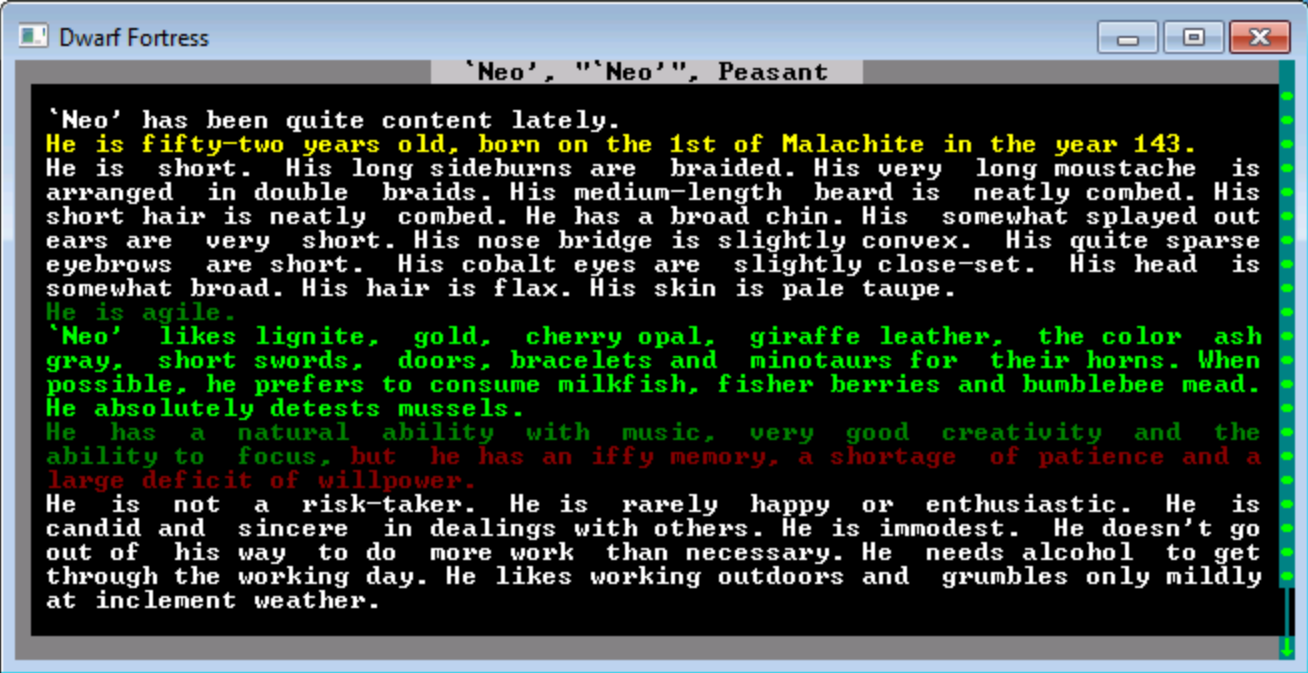 Dwarf Fortress
`Neo', "`Neo'", Peasant
`Neo' has been quite content lately.
He is fifty-two years old, born on the 1st of Malachite in the year 143.
He is short. His long sideburns are braided. His very long moustache is
arranged in double braids. His medium-length beard is neatly combed. His
short hair is neatly combed. He has a broad chin. His somewhat splayed out
ears are very short. His nose bridge is slightly convex. His quite sparse
eyebrows are short. His cobalt eyes are slightly close-set. His head is
somewhat broad. His hair is flax. His skin is pale taupe.
He is agile.
`Neo' likes lignite, gold, cherry opal, giraffe leather, the color ash
gray, short swords, doors, bracelets and minotaurs for their horns. When
possible, he prefers to consume milkfish, fisher berries and bumblebee mead.
He absolutely detests mussels.
He has a natural ability with music, very good creativity and the
ability to focus, but he has an iffy memory, a shortage of patience and a
large deficit of willpower.
He is not a risk-taker. He is rarely happy or enthusiastic. He is
candid and sincere in dealings with others. He is immodest. He doesn't go
out of his way to do more work than necessary. He needs alcohol to get
through the working day. He likes working outdoors and grumbles only mildly
at inclement weather.